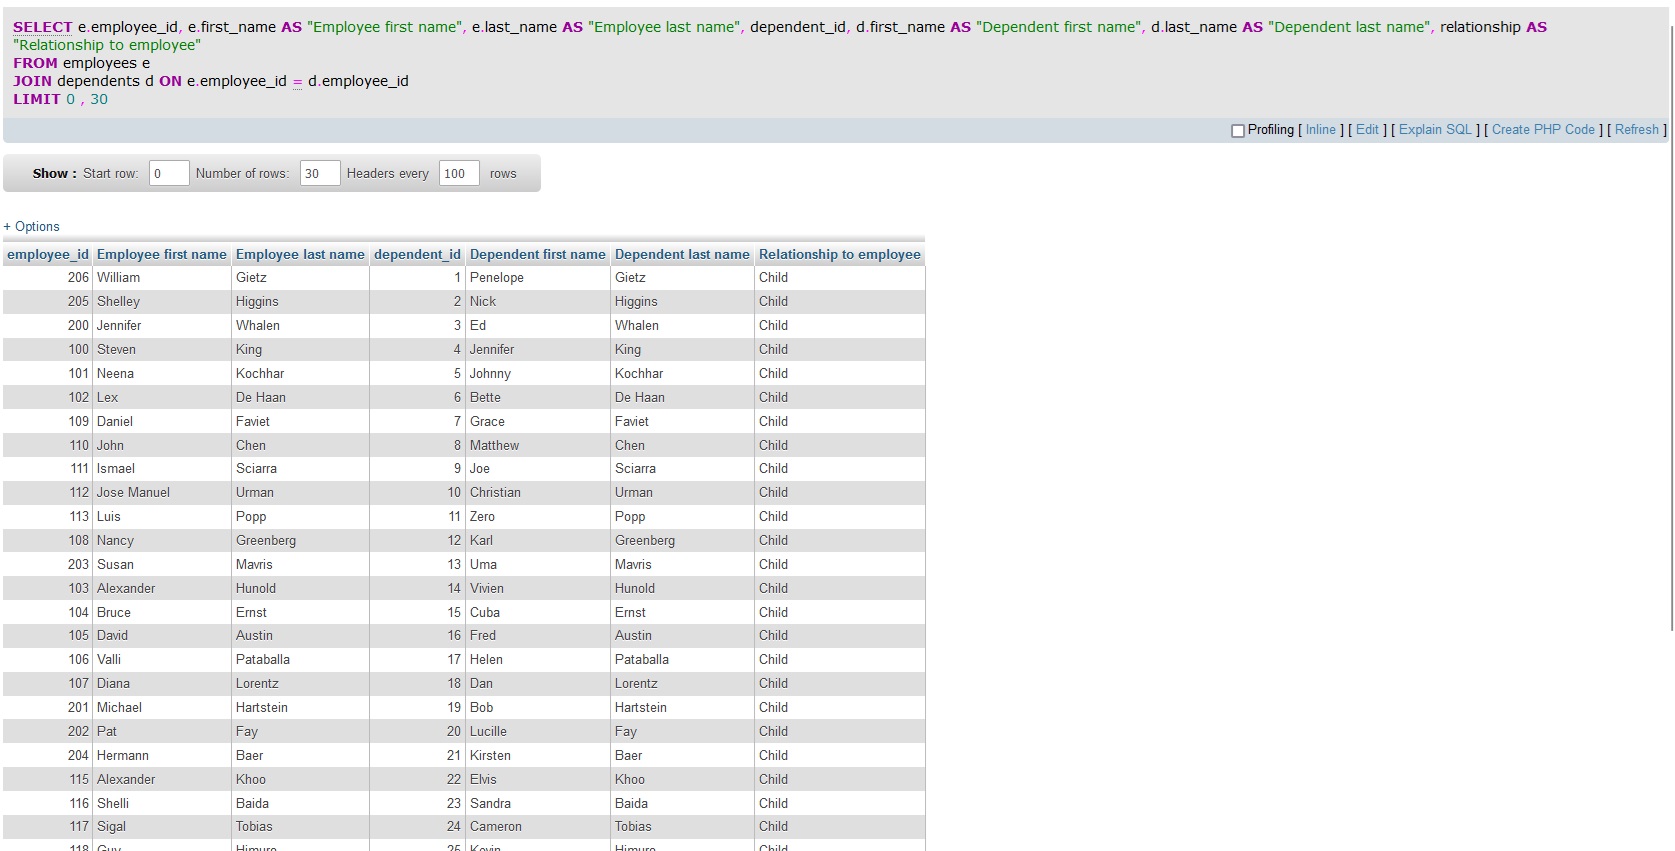 SELECT e.employee_id, e.first_name AS "Employee first name", e.last_name AS "Employee last name", dependent_id, d.first_name AS "Dependent first name", d.last_name AS "Dependent last name", relationship AS
"Relationship to employee"
FROM employees e
JOIN dependents d ON e.employee_id = d.employee_id
LIMIT 0 , 30
Profiling [ Inline ] [ Edit ] [ Explain SQL ] [ Create PHP Code ] [ Refresh ]
Show : Start row: 0 Number of rows: 30 Headers every 100 rows
+ Options
employee_id Employee first name Employee last name dependent_id Dependent first name Dependent last name Relationship to employee
206 William Gietz 1 Penelope Gietz Child
205 Shelley Higgins 2 Nick Higgins Child
200 Jennifer Whalen 3 Ed Whalen Child
100 Steven King 4 Jennifer King Child
101 Neena Kochhar 5 Johnny Kochhar Child
102 Lex De Haan 6 Bette De Haan Child
109 Daniel Faviet 7 Grace Faviet Child
110 John Chen 8 Matthew Chen Child
111 Ismael Sciarra 9 Joe Sciarra Child
112 Jose Manuel Urman 10 Christian Urman Child
113 Luis Popp 11 Zero Popp Child
108 Nancy Greenberg 12 Karl Greenberg Child
203 Susan Mavris 13 Uma Mavris Child
103 Alexander Hunold 14 Vivien Hunold Child
104 Bruce Ernst 15 Cuba Ernst Child
105 David Austin 16 Fred Austin Child
106 Valli Pataballa 17 Helen Pataballa Child
107 Diana Lorentz 18 Dan Lorentz Child
201 Michael Hartstein 19 Bob Hartstein Child
202 Pat Fay 20 Lucille Fay Child
204 Hermann Baer 21 Kirsten Baer Child
115 Alexander Khoo 22 Elvis Khoo Child
116 Shelli Baida 23 Sandra Baida Child
117 Sigal Tobias 24 Cameron Tobias Child
118 Guy Himuro 25 Kevin Himuro Child